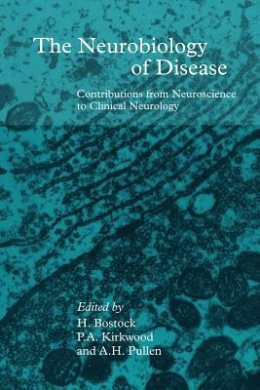 The Neurobiology
of Disease
Contributions from Neuroscience
to Clinical Neurology
Edited by
H. Bostock
P.A. Kirkwood
and A.H. Pullen